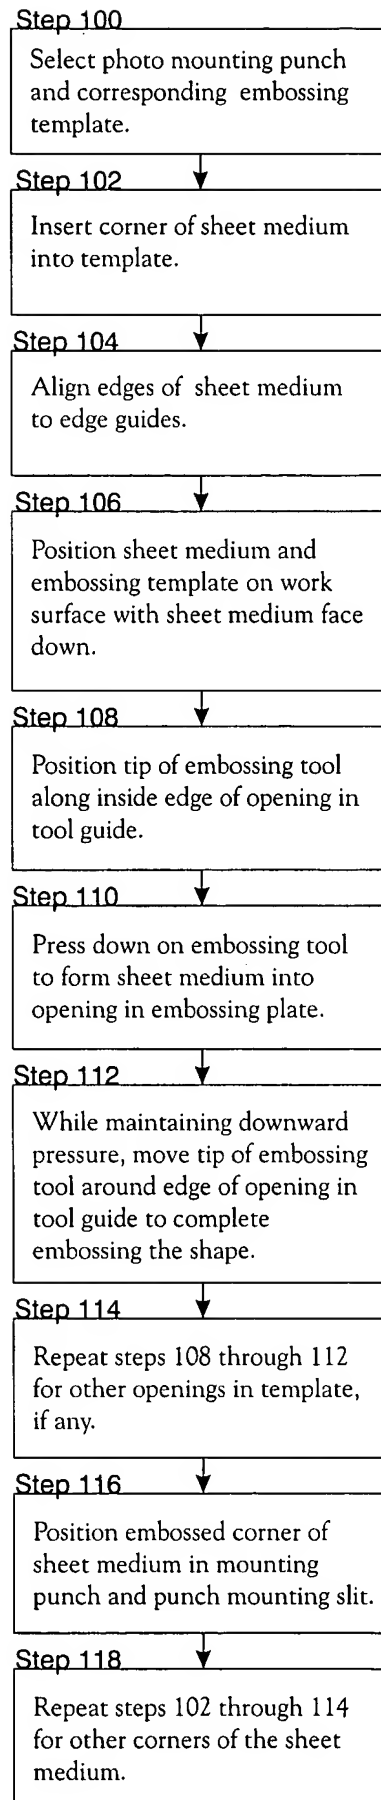 Step 100
Select photo mounting punch
and corresponding embossing
template.
Step 102
Insert corner of sheet medium
into template.
Step 104
Align edges of sheet medium
to edge guides.
Step 106
Position sheet medium and
embossing template on work
surface with sheet medium face
down.
Step 108
Position tip of embossing tool
along inside edge of opening in
tool guide.
Step 110
Press down on embossing tool
to form sheet medium into
opening in embossing plate.
Step 112
While maintaining downward
pressure, move tip of embossing
tool around edge of opening in
tool guide to complete
embossing the shape.
Step 114
Repeat steps 108 through 112
for other openings in template,
if any.
Step 116
Position embossed corner of
sheet medium in mounting
punch and punch mounting slit.
Step 118
Repeat steps 102 through 114
for other corners of the sheet
medium.